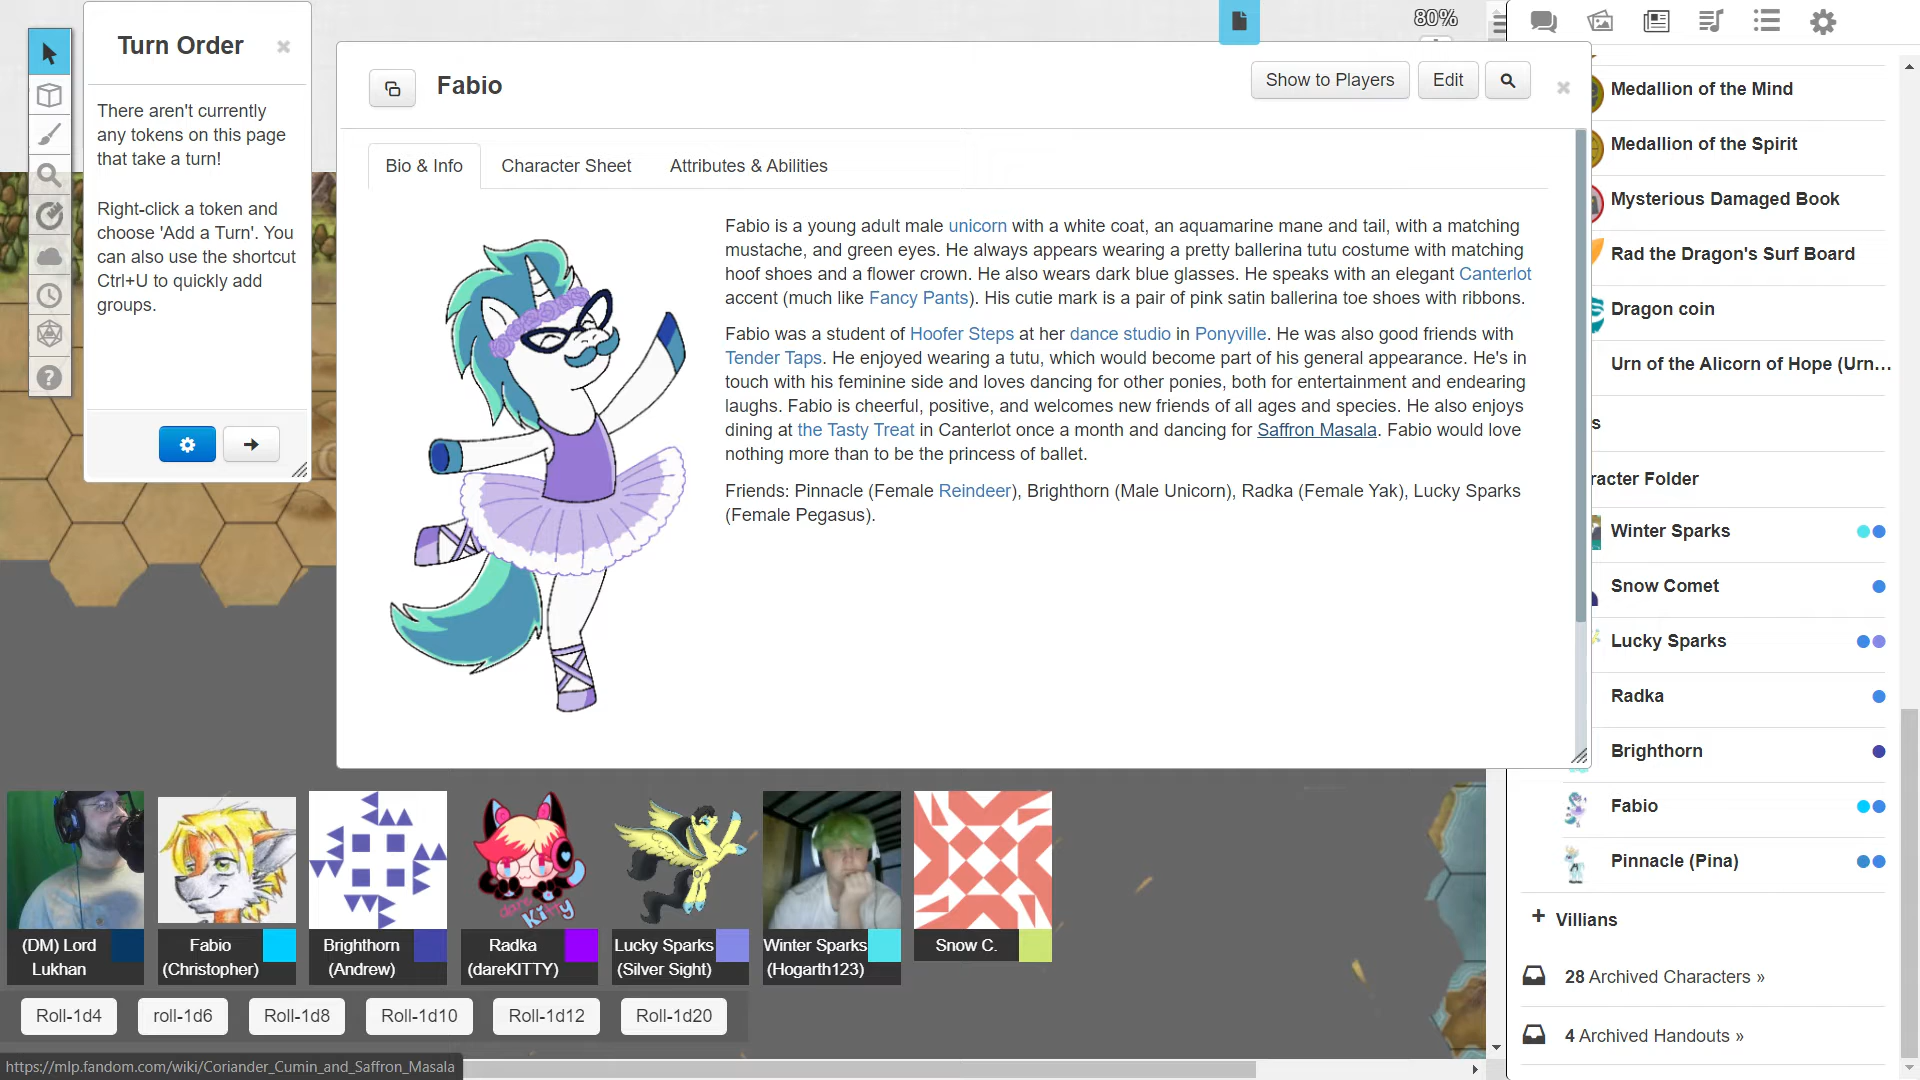 Turn Order
There aren't currently
any tokens on this page
that take a turn!
Right-click a token and
choose 'Add a Turn'. You
can also use the shortcut
Ctrl+U to quickly add
groups.
80%
Fabio
Show to Players
Edit
Bio & Info
Character Sheet
Attributes & Abilities
Fabio is a young adult male unicorn with a white coat, an aquamarine mane and tail, with a matching
mustache, and green eyes. He always appears wearing a pretty ballerina tutu costume with matching
hoof shoes and a flower crown. He also wears dark blue glasses. He speaks with an elegant Canterlot
accent (much like Fancy Pants). His cutie mark is a pair of pink satin ballerina toe shoes with ribbons.
Fabio was a student of Hoofer Steps at her dance studio in Ponyville. He was also good friends with
Tender Taps. He enjoyed wearing a tutu, which would become part of his general appearance. He's in
touch with his feminine side and loves dancing for other ponies, both for entertainment and endearing
laughs. Fabio is cheerful, positive, and welcomes new friends of all ages and species. He also enjoys
dining at the Tasty Treat in Canterlot once a month and dancing for Saffron Masala. Fabio would love
nothing more than to be the princess of ballet.
Friends: Pinnacle (Female Reindeer), Brighthorn (Male Unicorn), Radka (Female Yak), Lucky Sparks
(Female Pegasus).
Medallion of the Mind
Medallion of the Spirit
Mysterious Damaged Book
Rad the Dragon's Surf Board
Dragon coin
Urn of the Alicorn of Hope (Urn...
s
racter Folder
Winter Sparks
Snow Comet
Lucky Sparks
Radka
Brighthorn
Fabio
Pinnacle (Pina)
+ Villians
28 Archived Characters »
4 Archived Handouts »
dare
Kitty
(DM) Lord
Lukhan
Fabio
(Christopher)
Brighthorn
(Andrew)
Radka
(dareKITTY)
Lucky Sparks
(Silver Sight)
Winter Sparks
(Hogarth123)
Snow C.
Roll-1d4
roll-1d6
Roll-1d8
Roll-1d10
Roll-1d12
Roll-1d20
https://mlp.fandom.com/wiki/Coriander_Cumin_and_Saffron_Masala